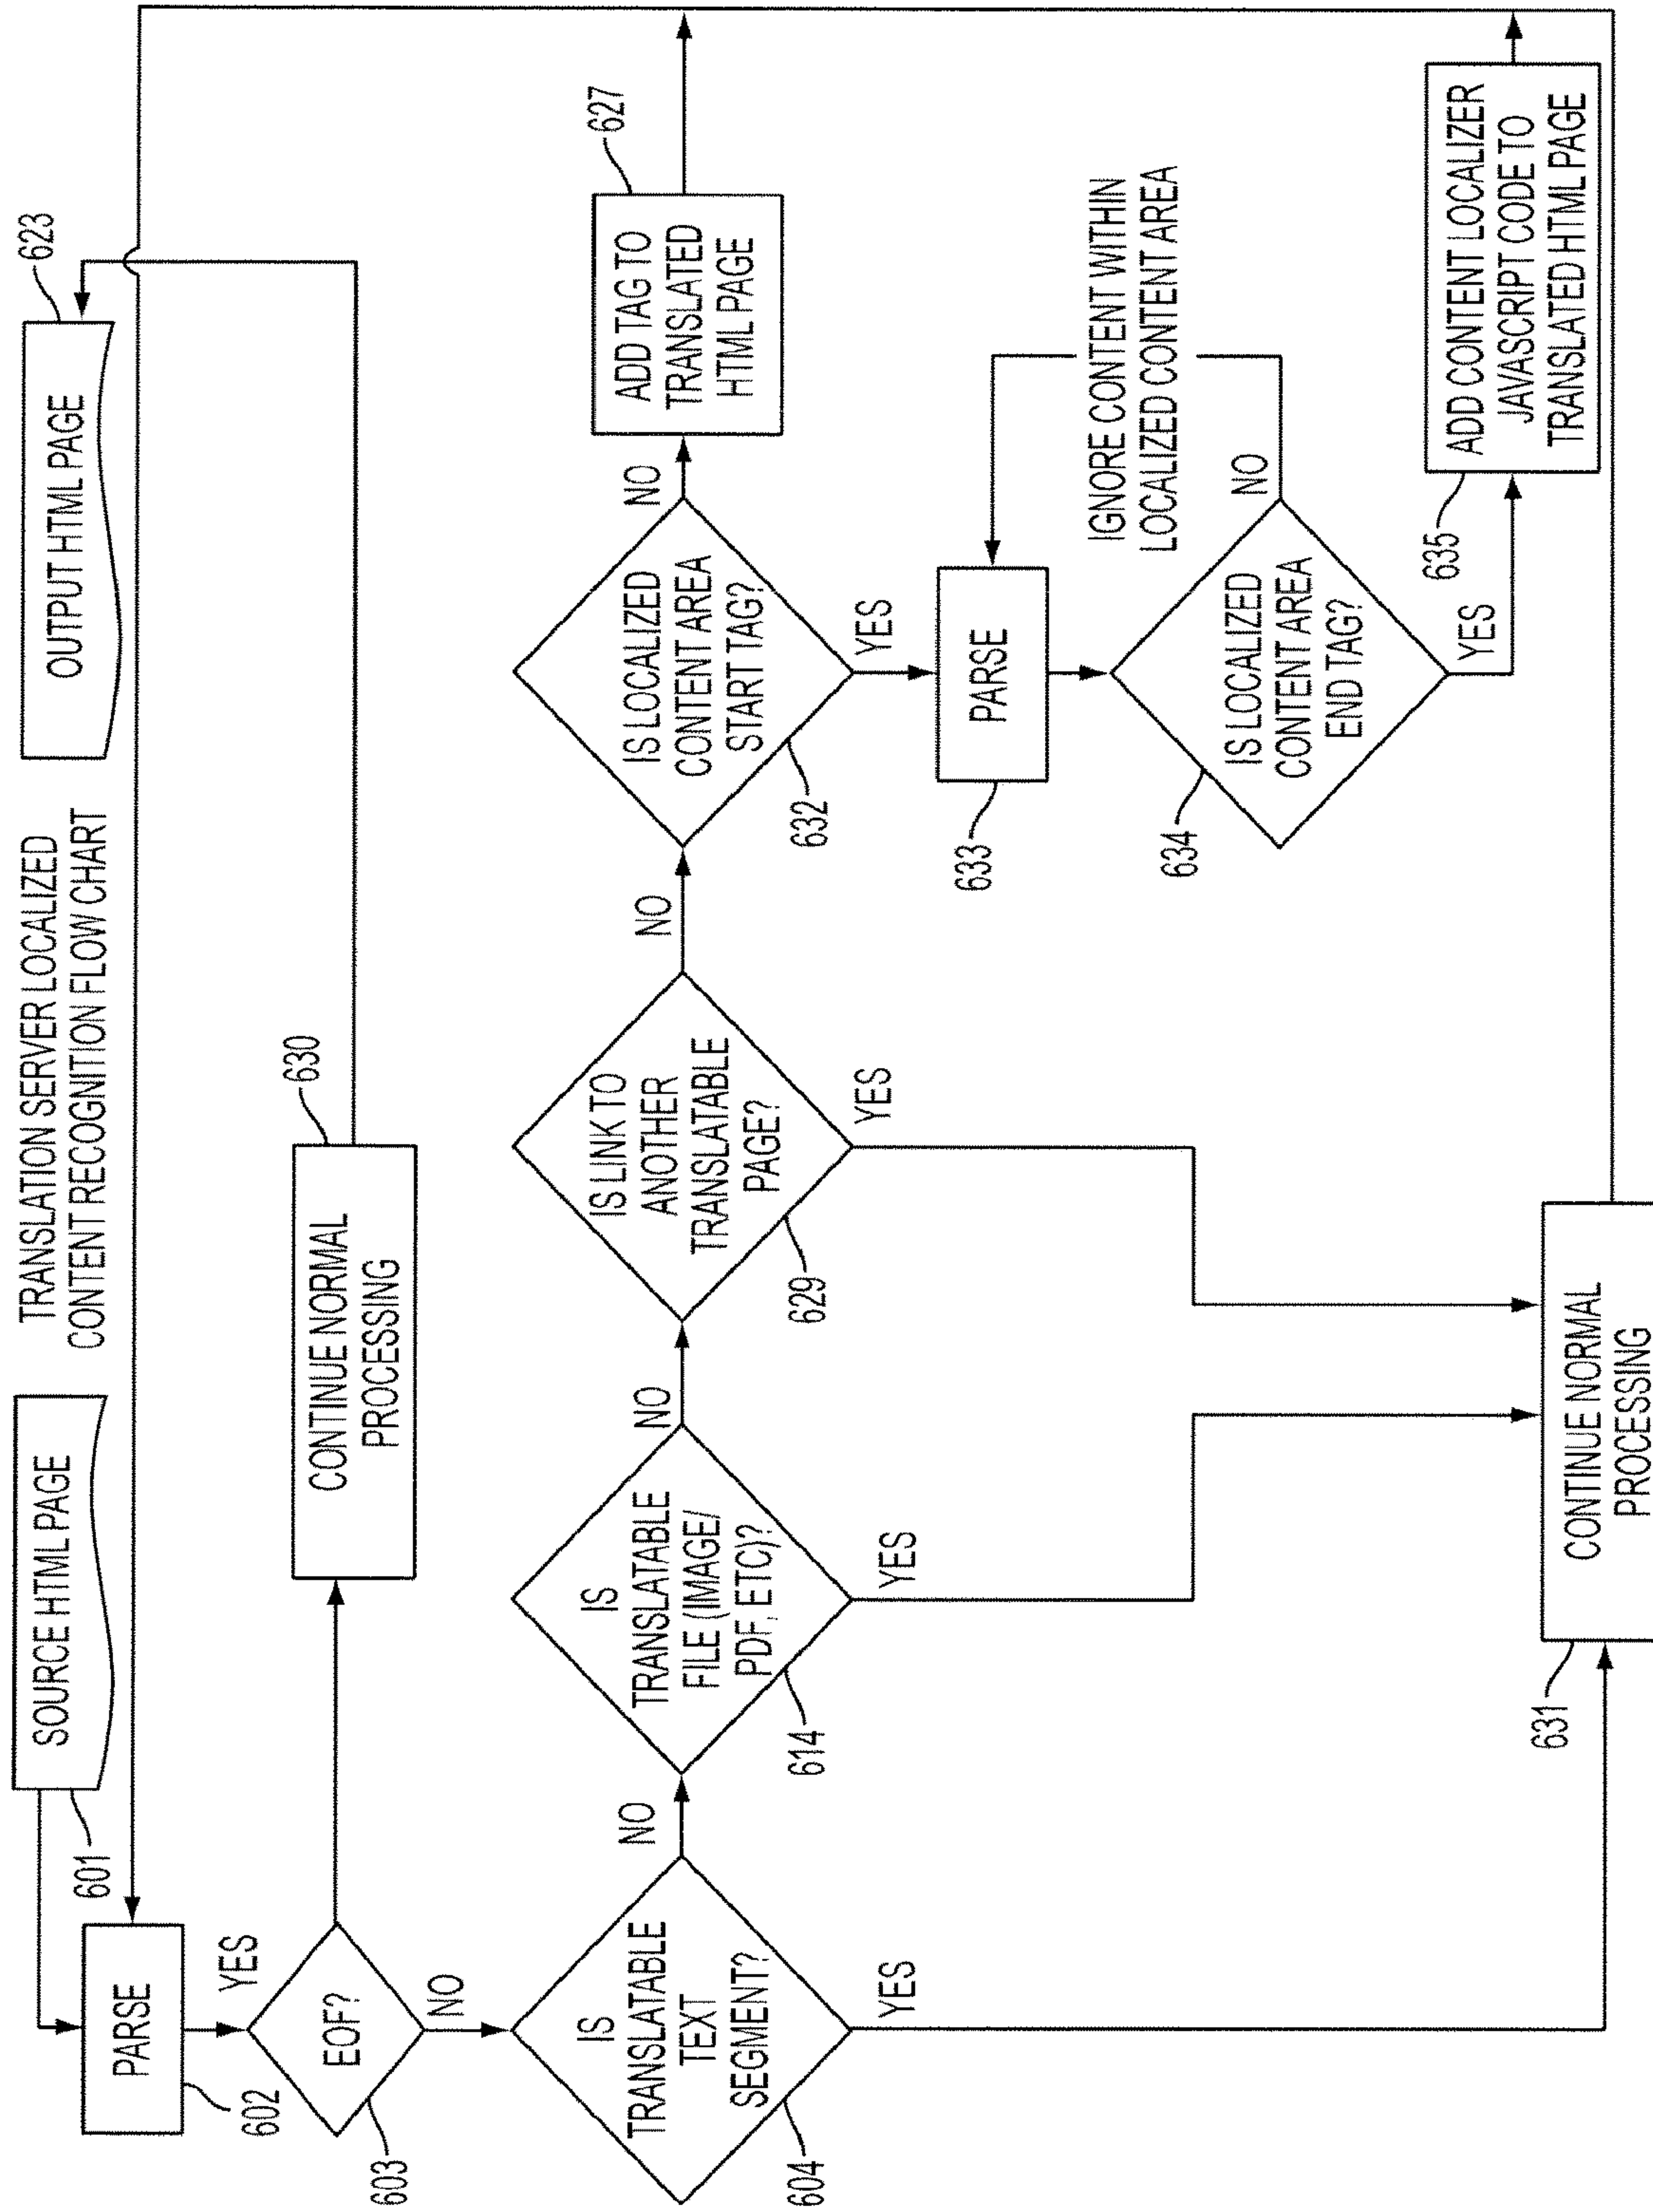 TRANSLATION SERVER LOCALIZED
CONTENT RECOGNITION FLOW CHART
SOURCE HTML PAGE
601
OUTPUT HTML PAGE
623
PARSE
602
YES
EOF?
603
NO
CONTINUE NORMAL
PROCESSING
630
IS
TRANSLATABLE
TEXT
SEGMENT?
604
NO
YES
IS
TRANSLATABLE
FILE (IMAGE/
PDF, ETC)?
614
NO
YES
IS LINK TO
ANOTHER
TRANSLATABLE
PAGE?
629
NO
YES
IS LOCALIZED
CONTENT AREA
START TAG?
632
NO
YES
ADD TAG TO
TRANSLATED
HTML PAGE
627
PARSE
633
IGNORE CONTENT WITHIN
LOCALIZED CONTENT AREA
IS LOCALIZED
CONTENT AREA
END TAG?
634
NO
YES
635
ADD CONTENT LOCALIZER
JAVASCRIPT CODE TO
TRANSLATED HTML PAGE
CONTINUE NORMAL
PROCESSING
631